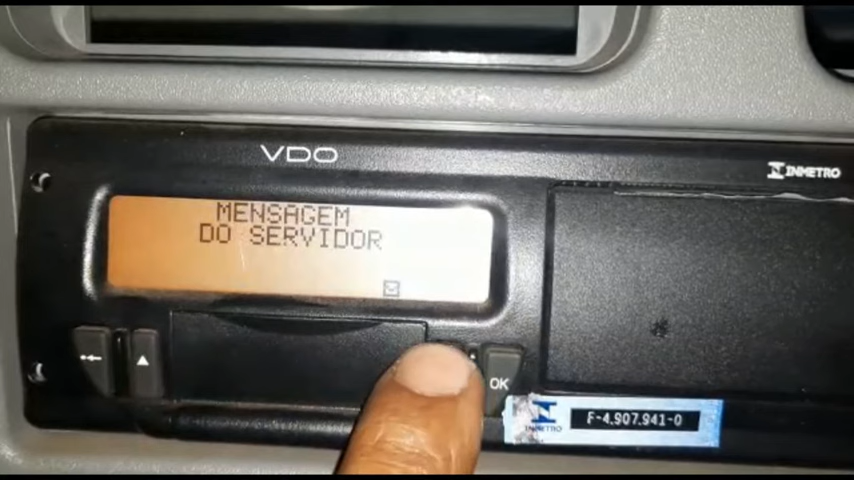 VDO
INMETRO
MENSAGEM
DO SERVIDOR
OK
INMETRO
F-4.907.941-0